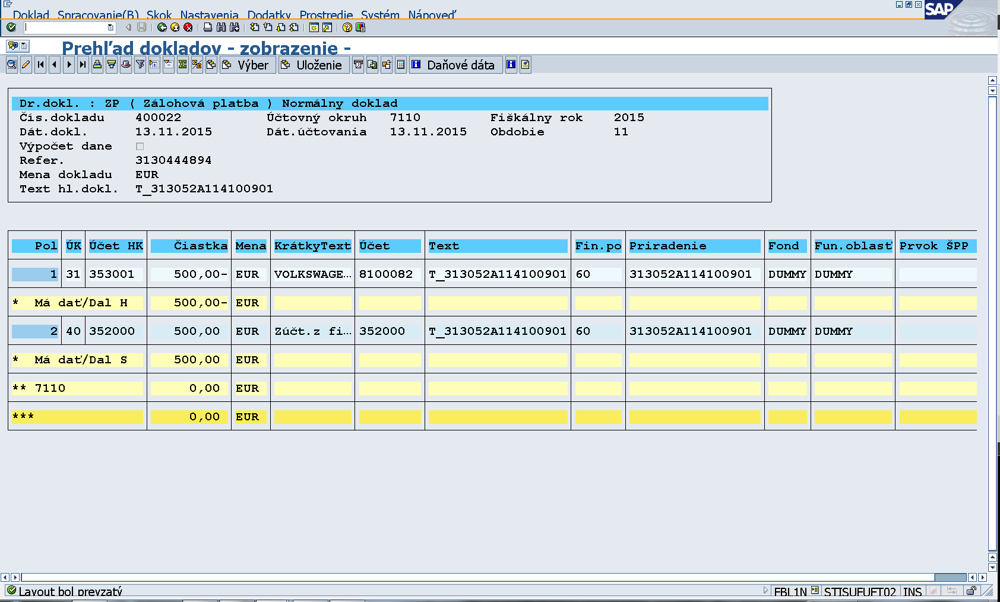 Doklad Spracovanie(B) Skok Nastavenia Dodatky Prostredie Systém Nápoveď
SAP
Prehľad dokladov - zobrazenie -
Výber Uloženie Daňové dáta
Dr.dokl. : ZP ( Zálohová platba ) Normálny doklad
Čís.dokladu 400022 Účtovný okruh 7110 Fiškálny rok 2015
Dát.dokl. 13.11.2015 Dát.účtovania 13.11.2015 Obdobie 11
Výpočet dane
Refer. 3130444894
Mena dokladu EUR
Text hl.dokl. T_313052A114100901
Pol ÚK Účet HK Čiastka Mena KrátkyText Účet Text Fin.po Priradenie Fond Fun.oblasť Prvok ŠPP
1 31 353001 500,00- EUR VOLKSWAGE… 8100082 T_313052A114100901 60 313052A114100901 DUMMY DUMMY
* Má dať/Dal H 500,00- EUR
2 40 352000 500,00 EUR Zúčt.z fi… 352000 T_313052A114100901 60 313052A114100901 DUMMY DUMMY
* Má dať/Dal S 500,00 EUR
** 7110 0,00 EUR
*** 0,00 EUR
Layout bol prevzatý FBL1N STISUFUFT02 INS